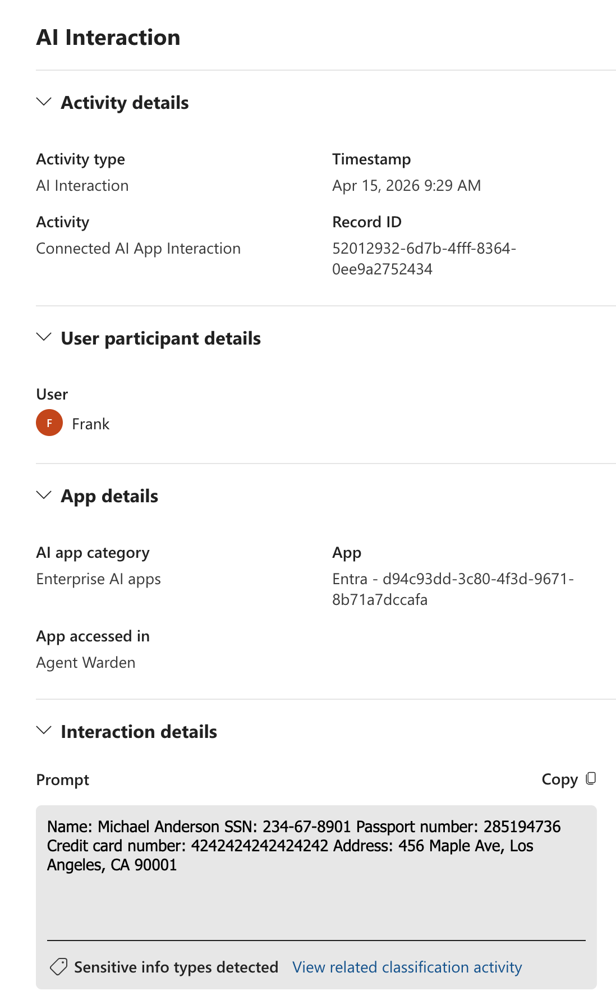 AI Interaction
Activity details
Activity type
AI Interaction
Timestamp
Apr 15, 2026 9:29 AM
Activity
Connected AI App Interaction
Record ID
52012932-6d7b-4fff-8364-
0ee9a2752434
User participant details
User
F
Frank
App details
AI app category
Enterprise AI apps
App
Entra - d94c93dd-3c80-4f3d-9671-
8b71a7dccafa
App accessed in
Agent Warden
Interaction details
Prompt
Copy
Name: Michael Anderson SSN: 234-67-8901 Passport number: 285194736
Credit card number: 4242424242424242 Address: 456 Maple Ave, Los
Angeles, CA 90001
Sensitive info types detected
View related classification activity